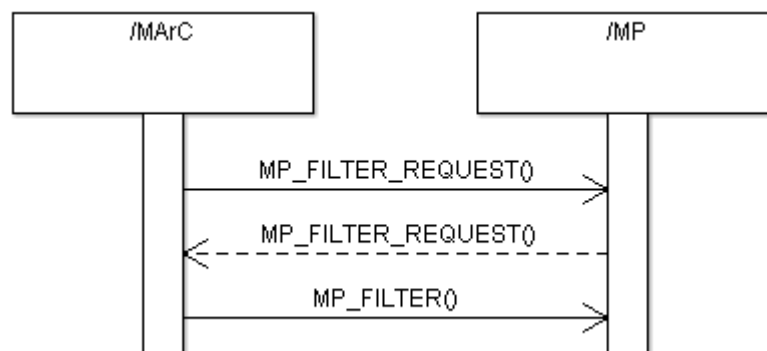 /MArC
/MP
MP_FILTER_REQUEST()
MP_FILTER_REQUEST()
MP_FILTER()